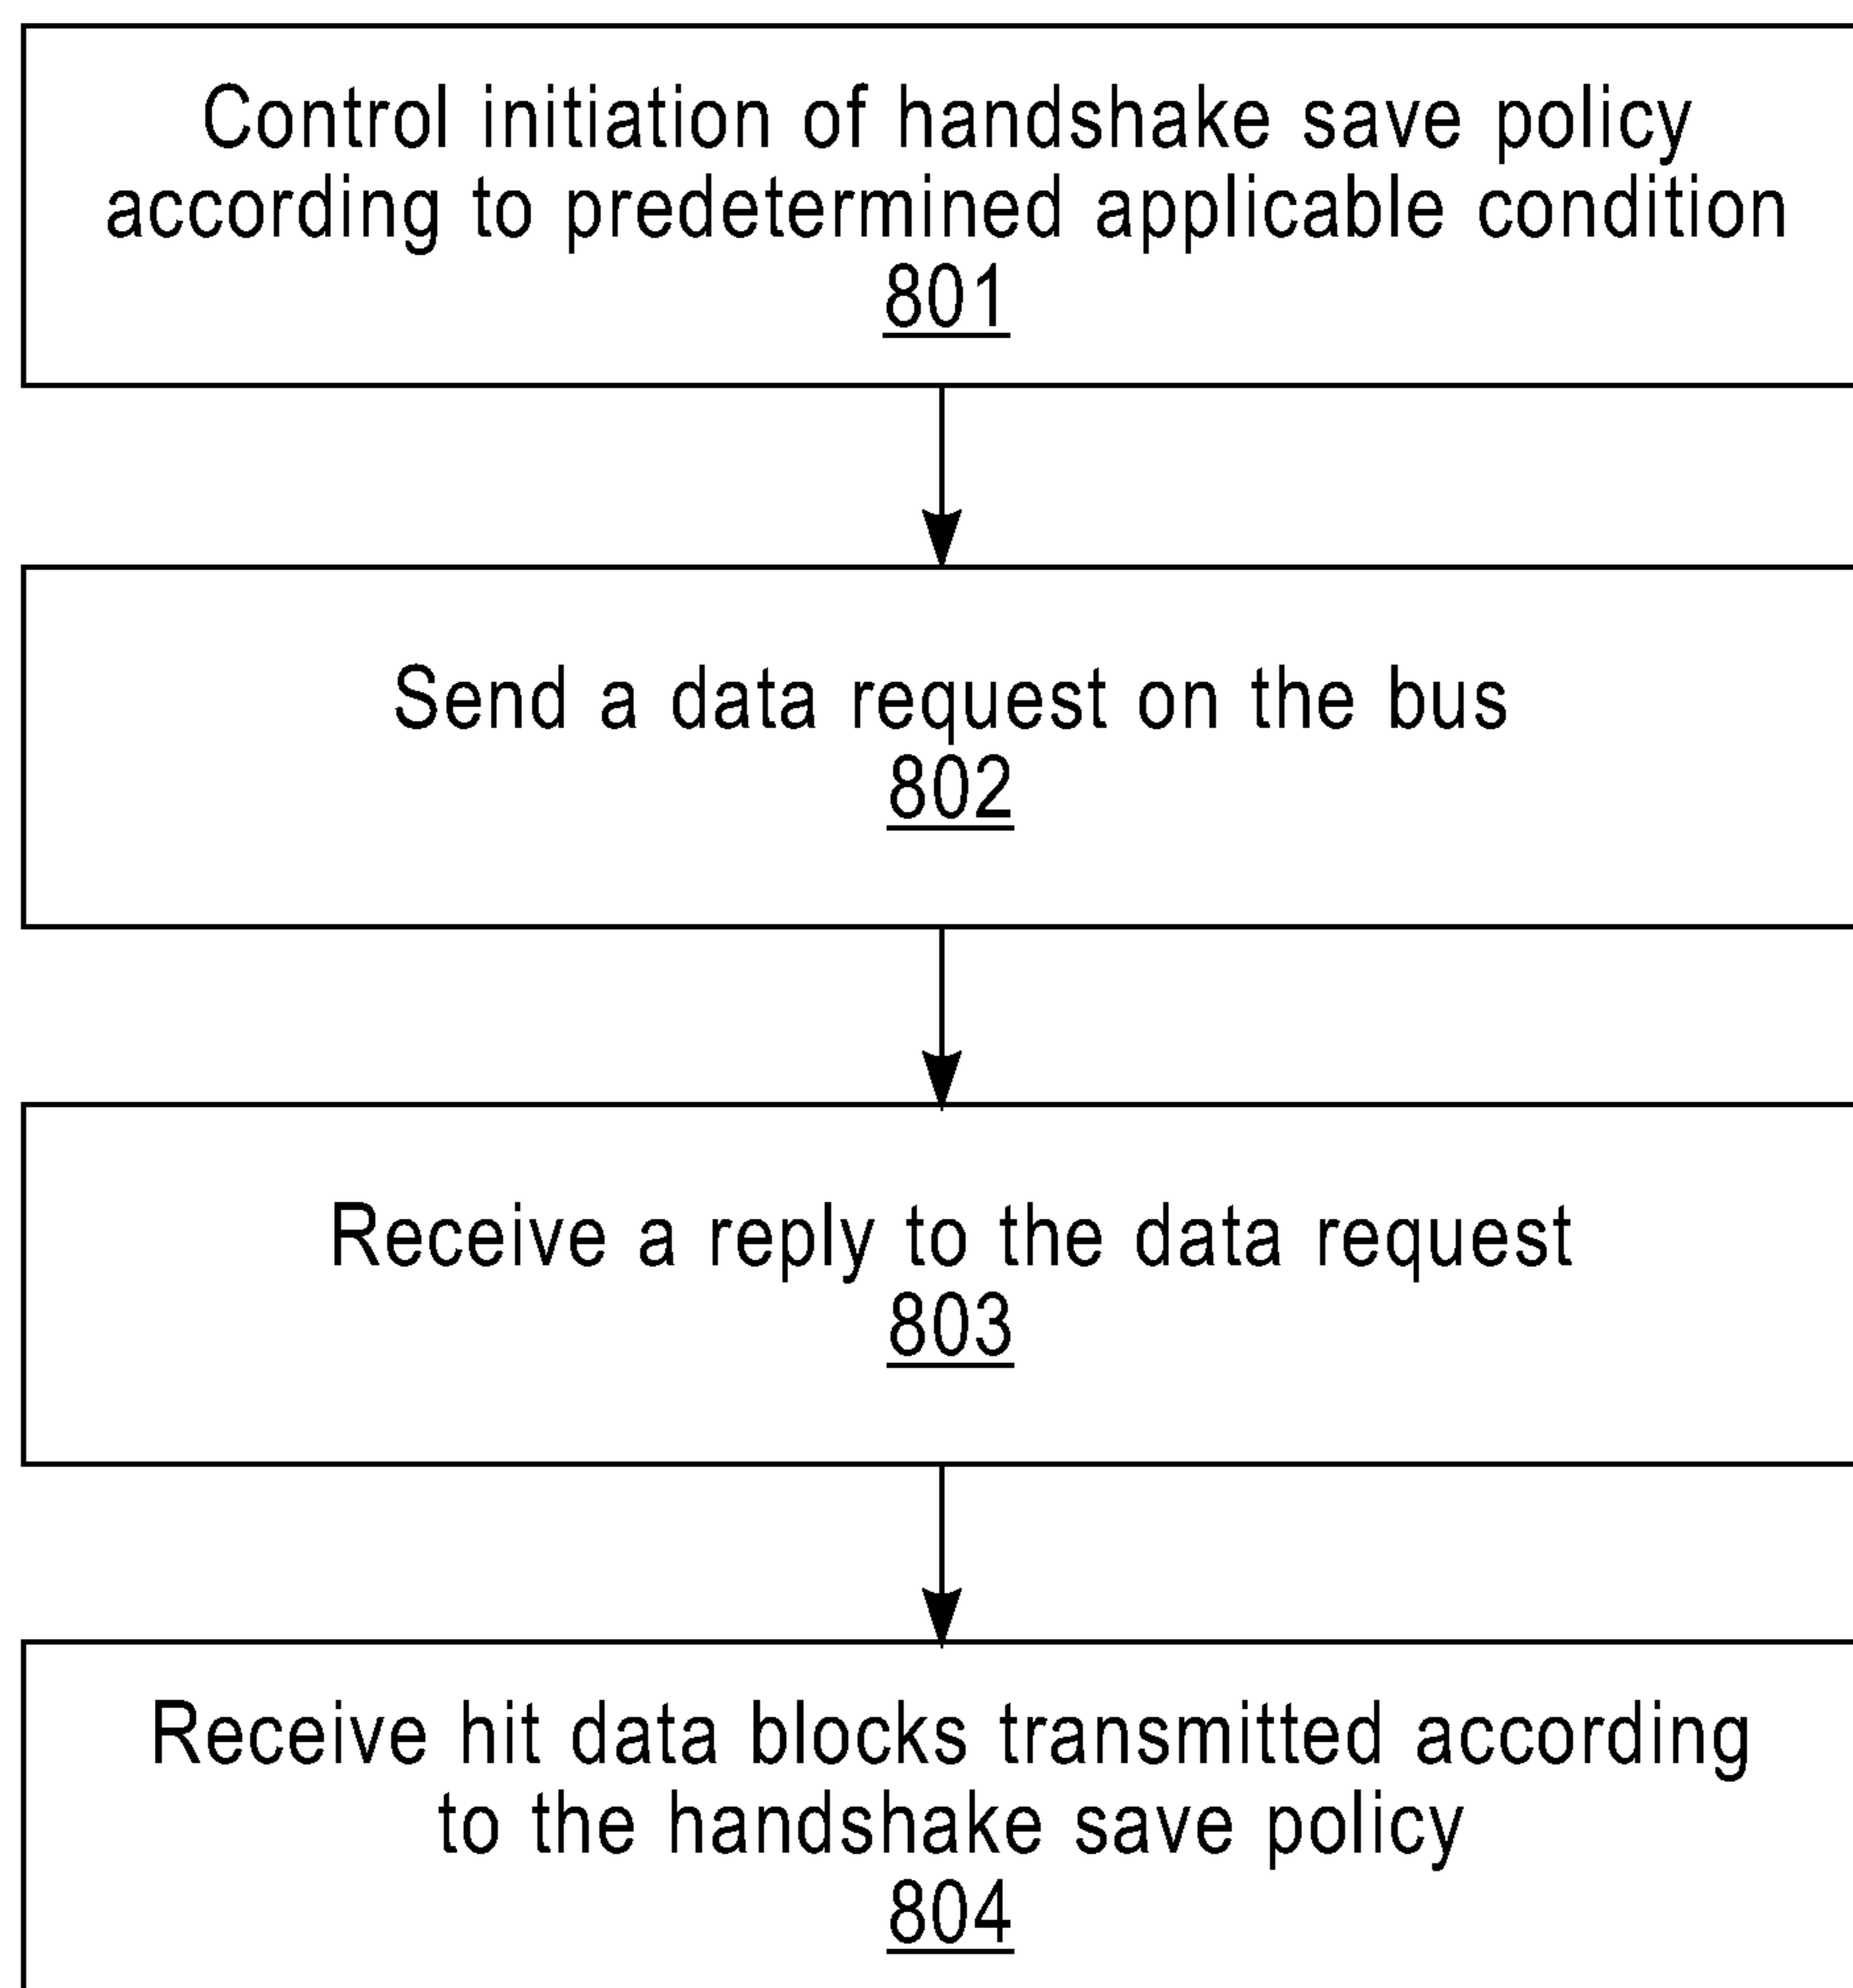 Control initiation of handshake save policy
according to predetermined applicable condition
801
Send a data request on the bus
802
Receive a reply to the data request
803
Receive hit data blocks transmitted according
to the handshake save policy
804